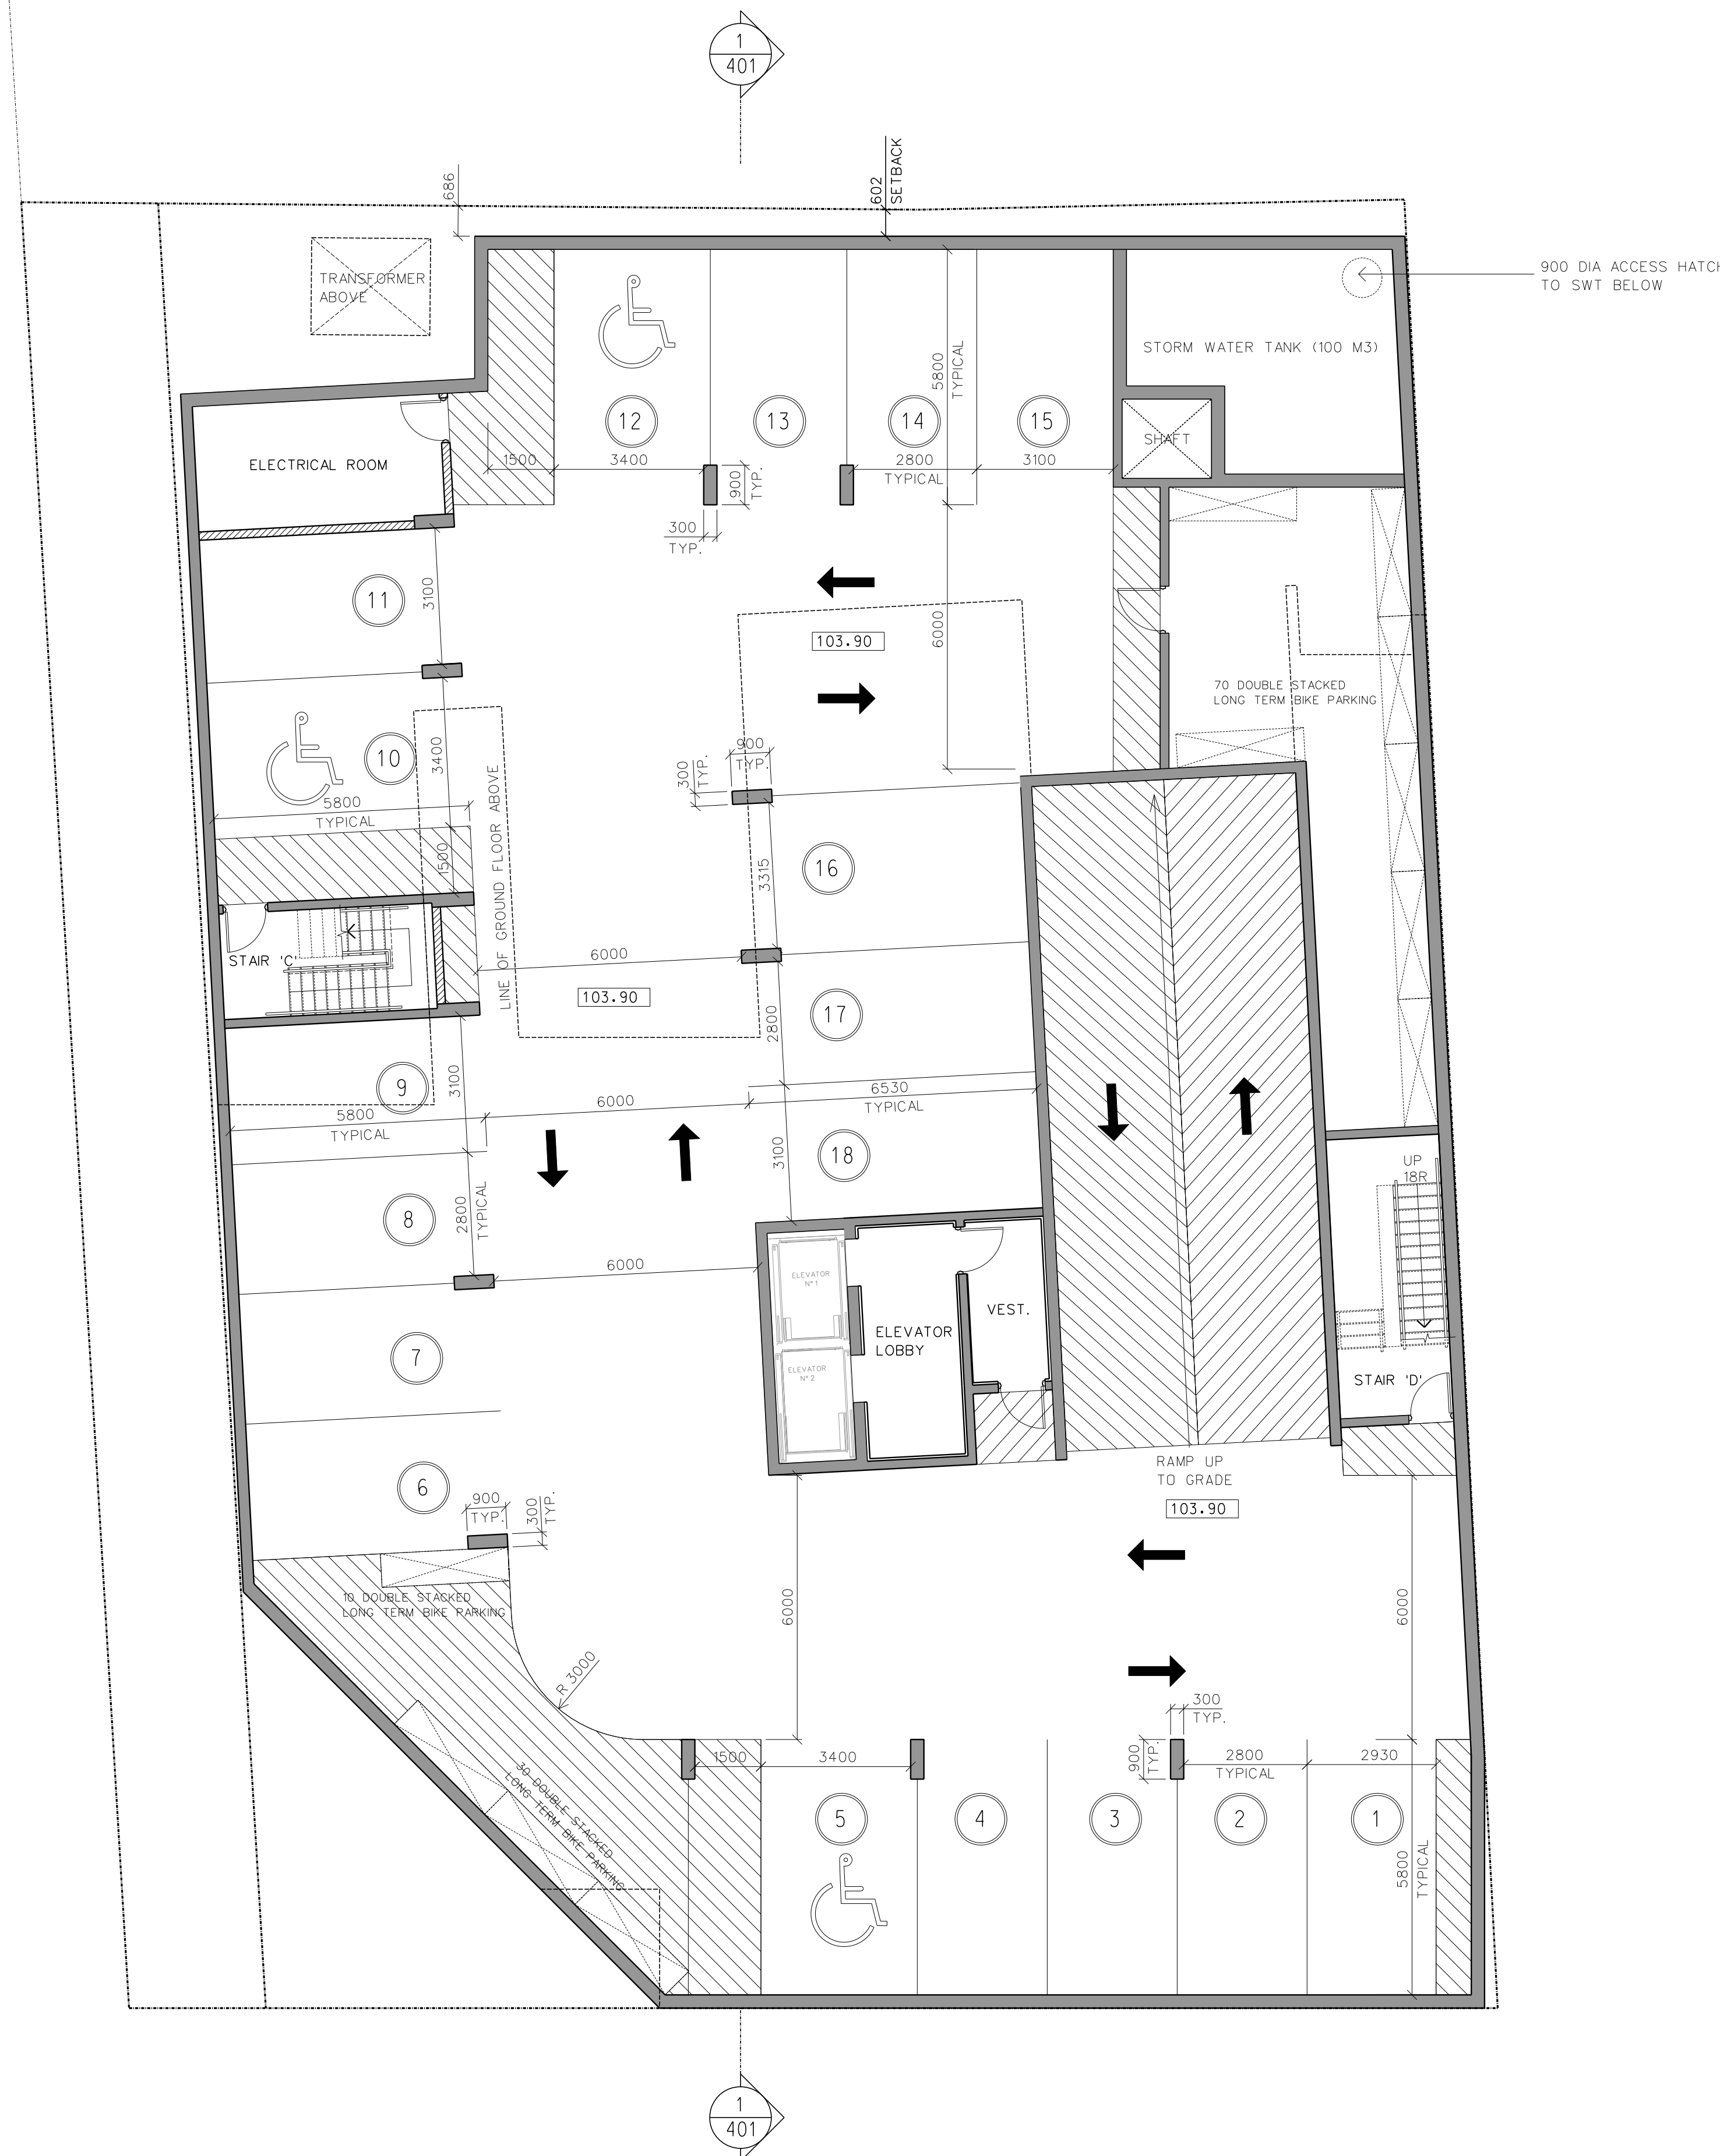 1
401
686
602
SETBACK
TRANSFORMER
ABOVE
900 DIA ACCESS HATCH
TO SWT BELOW
STORM WATER TANK (100 M3)
5800
TYPICAL
12
13
14
15
SHAFT
ELECTRICAL ROOM
1500
3400
2800
TYPICAL
3100
900
TYP.
300
TYP.
11
3100
103.90
6000
70 DOUBLE STACKED
LONG TERM BIKE PARKING
10
3400
5800
TYPICAL
1500
900
TYP.
300
TYP.
LINE OF GROUND FLOOR ABOVE
16
3315
STAIR 'C'
6000
103.90
17
2800
9
3100
5800
TYPICAL
6000
6530
TYPICAL
18
3100
UP
18R
8
2800
TYPICAL
6000
ELEVATOR
N°1
ELEVATOR
LOBBY
VEST.
ELEVATOR
N°2
7
STAIR 'D'
6
RAMP UP
TO GRADE
103.90
900
TYP.
300
TYP.
10 DOUBLE STACKED
LONG TERM BIKE PARKING
6000
6000
R 3000
300
TYP.
1500
3400
900
TYP.
2800
TYPICAL
2930
30 DOUBLE STACKED
LONG TERM BIKE PARKING
5
4
3
2
1
5800
TYPICAL
1
401